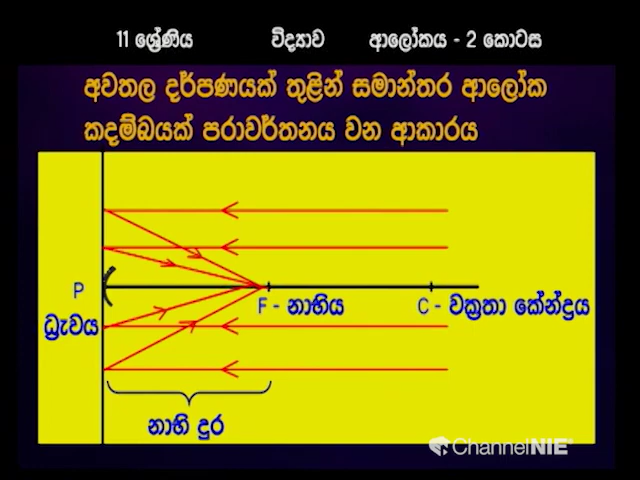 11 ශ්‍රේණිය විද්‍යාව ආලෝකය - 2 කොටස
අවතල දර්පණයක් තුළින් සමාන්තර ආලෝක
කදම්බයක් පරාවර්තනය වන ආකාරය
P
ධ්‍රැවය
F - නාභිය
C - වක්‍රතා කේන්ද්‍රය
නාභි දුර
ChannelNIE